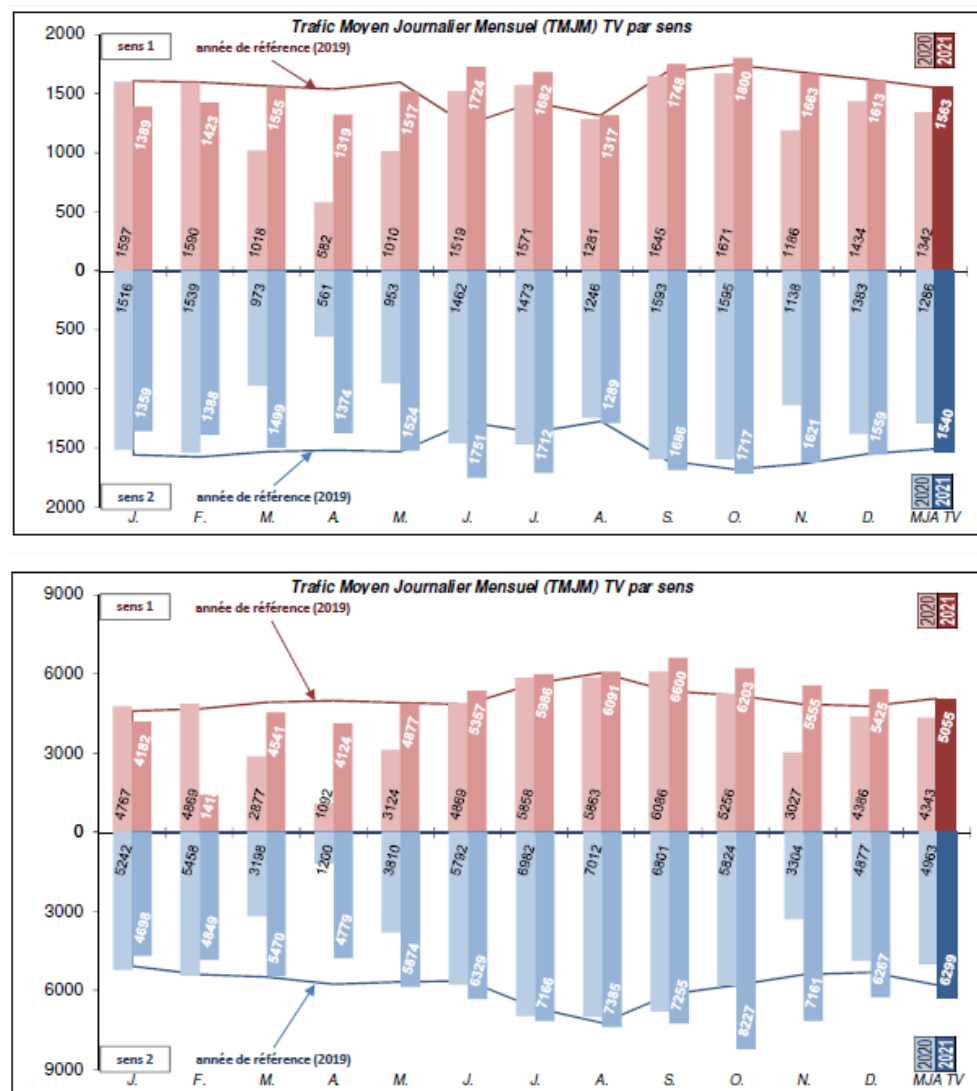 Trafic Moyen Journalier Mensuel (TMJM) TV par sens
2000
sens 1
année de référence (2019)
2020
2021
1500
1000
500
0
500
1000
1500
2000
1597 1389 1590 1423 1018 1555 582 1319 1010 1517 1519 1724 1571 1682 1281 1317 1645 1748 1671 1800 1186 1663 1434 1613 1342 1563
1516 1359 1539 1388 973 1499 561 1374 953 1524 1462 1751 1473 1712 1246 1289 1593 1686 1595 1717 1138 1621 1383 1559 1286 1540
sens 2
année de référence (2019)
2020
2021
J. F. M. A. M. J. J. A. S. O. N. D. MJA TV
Trafic Moyen Journalier Mensuel (TMJM) TV par sens
9000
sens 1
année de référence (2019)
2020
2021
6000
3000
0
3000
6000
9000
4767 4182 4869 141 2877 4541 1092 4124 3124 4877 4869 5357 5858 5986 5863 6091 6086 6600 5256 6203 3027 5555 4386 5425 4343 5055
5242 4698 5458 4849 3198 5470 1200 4779 3810 5874 5792 6329 6982 7166 7012 7385 6801 7255 5824 8227 3304 7161 4877 6267 4963 6299
sens 2
année de référence (2019)
2020
2021
J. F. M. A. M. J. J. A. S. O. N. D. MJA TV